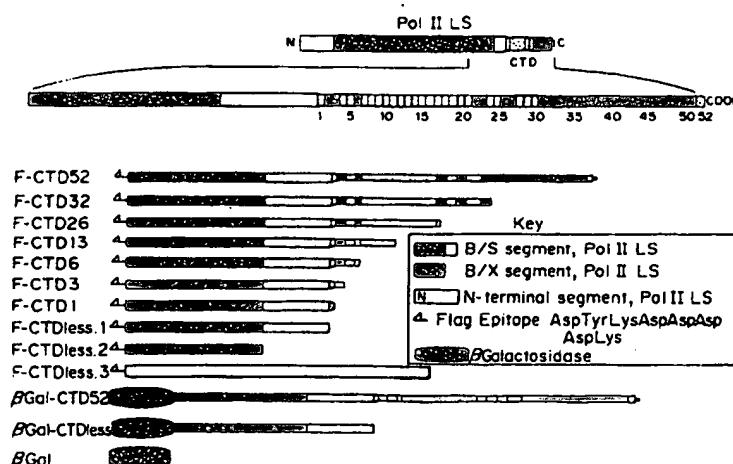 Pol II LS
N C
CTD
COOH
1 5 10 15 20 25 30 35 40 45 50 52
F-CTD52
F-CTD32
F-CTD26
F-CTD13
F-CTD6
F-CTD3
F-CTD1
F-CTDless.1
F-CTDless.2
F-CTDless.3
βGal-CTD52
βGal-CTDless
βGal
Key
B/S segment, Pol II LS
B/X segment, Pol II LS
N N-terminal segment, Pol II LS
Flag Epitope AspTyrLysAspAspAsp
AspLys
βGalactosidase